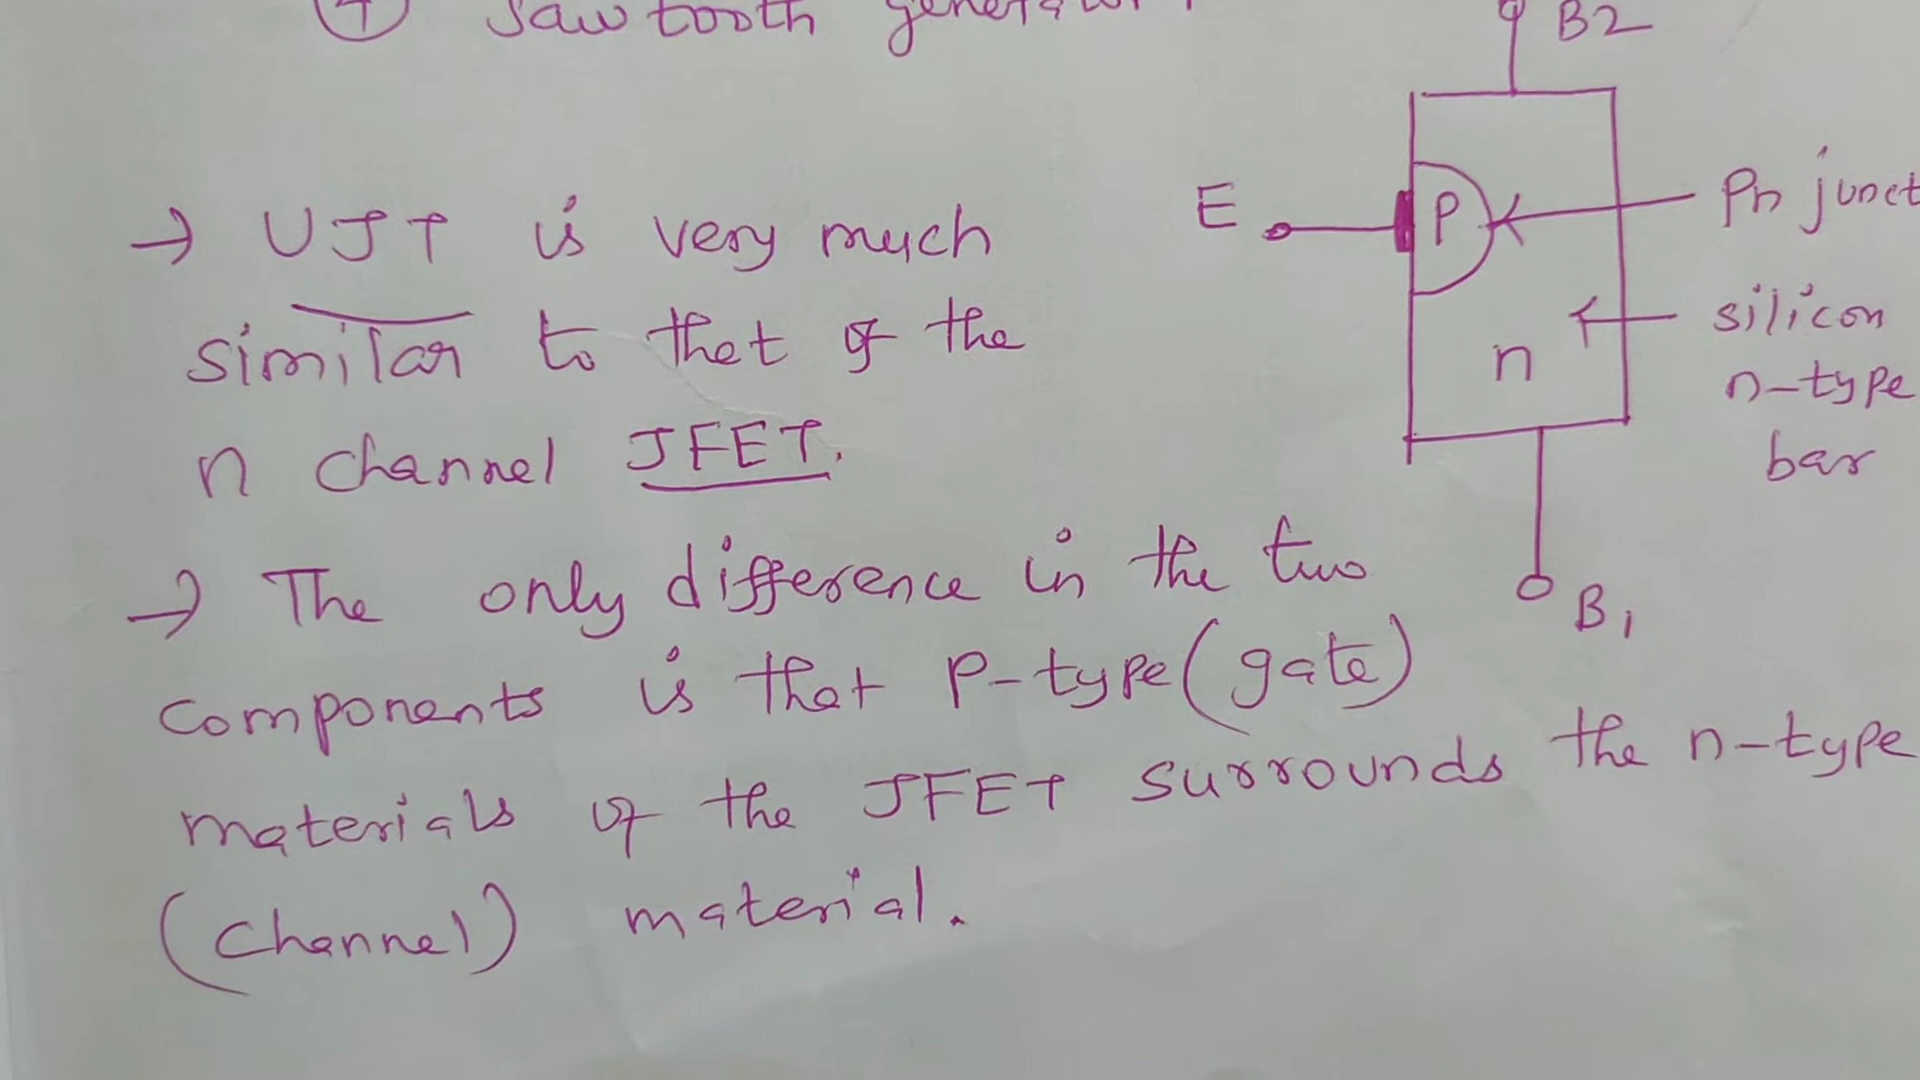 sawtooth generator
B2
→ UJT is very much
similar to that of the
n channel JFET.
E
P
Pn junct
n
silicon
n-type
bar
B1
→ The only difference in the two
components is that P-type (gate)
materials of the JFET surrounds the n-type
(channel) material.